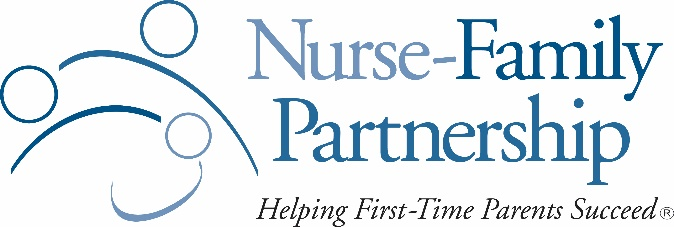 Nurse-Family
Partnership
Helping First-Time Parents Succeed®